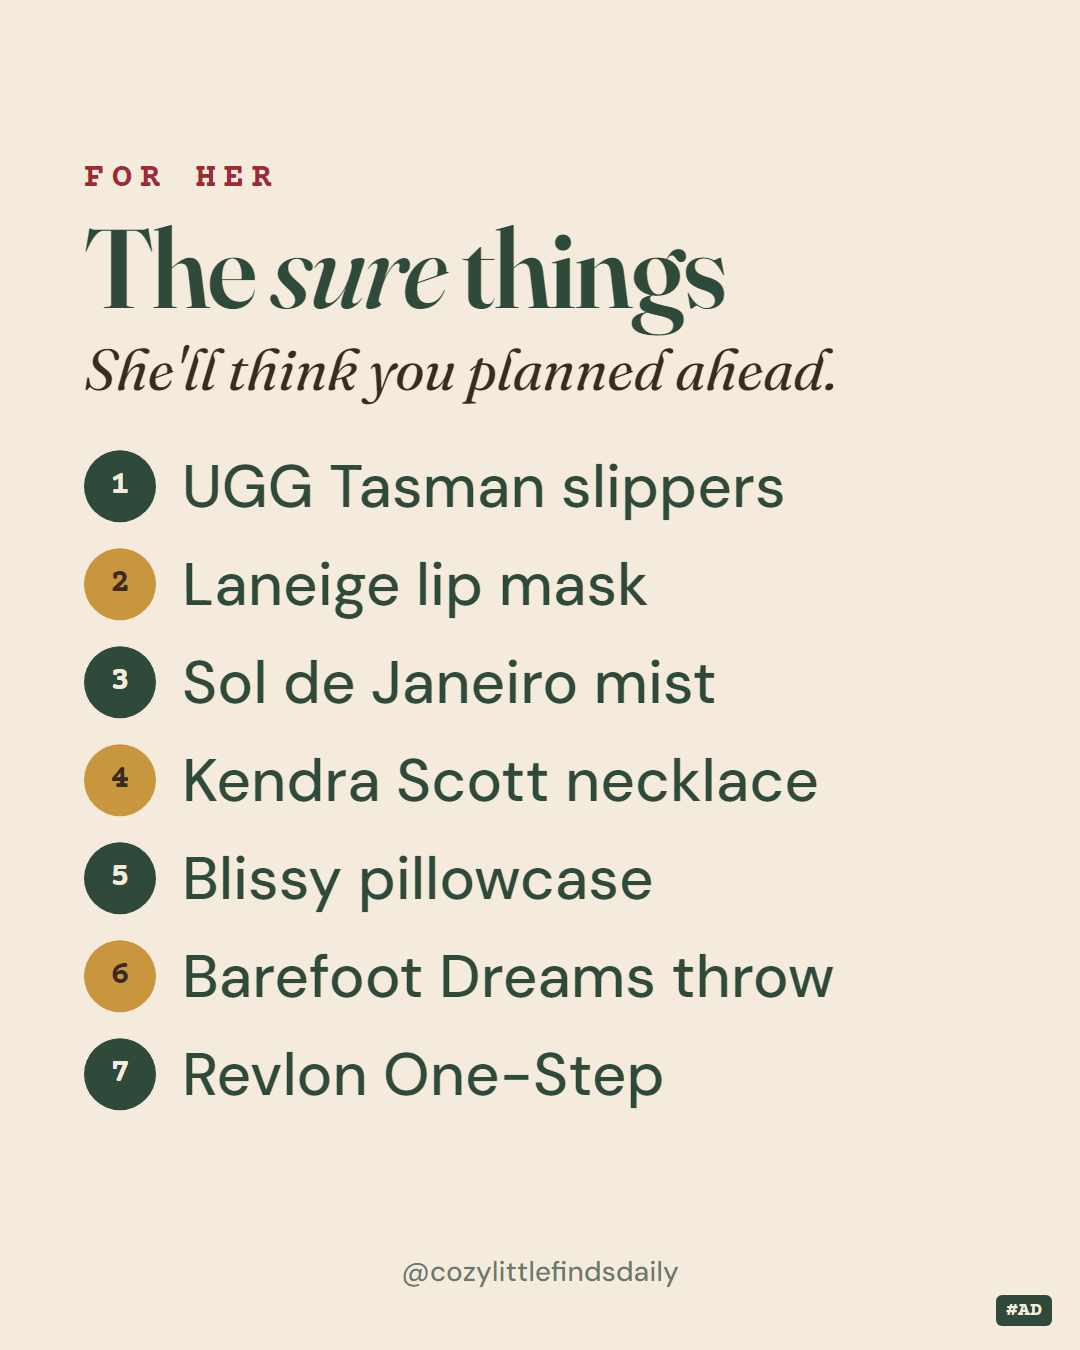 FOR HER
The sure things
She'll think you planned ahead.
1 UGG Tasman slippers
2 Laneige lip mask
3 Sol de Janeiro mist
4 Kendra Scott necklace
5 Blissy pillowcase
6 Barefoot Dreams throw
7 Revlon One-Step
@cozylittlefindsdaily
#AD